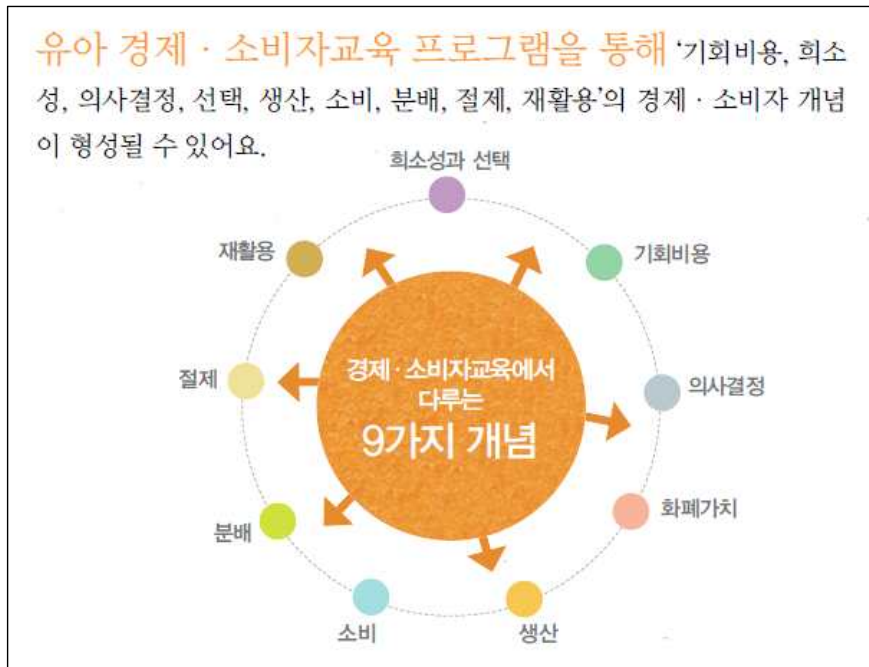 유아 경제 · 소비자교육 프로그램을 통해 '기회비용, 희소
성, 의사결정, 선택, 생산, 소비, 분배, 절제, 재활용'의 경제 · 소비자 개념
이 형성될 수 있어요.
희소성과 선택
재활용
기회비용
절제
경제 · 소비자교육에서
다루는
9가지 개념
의사결정
화폐가치
분배
소비
생산